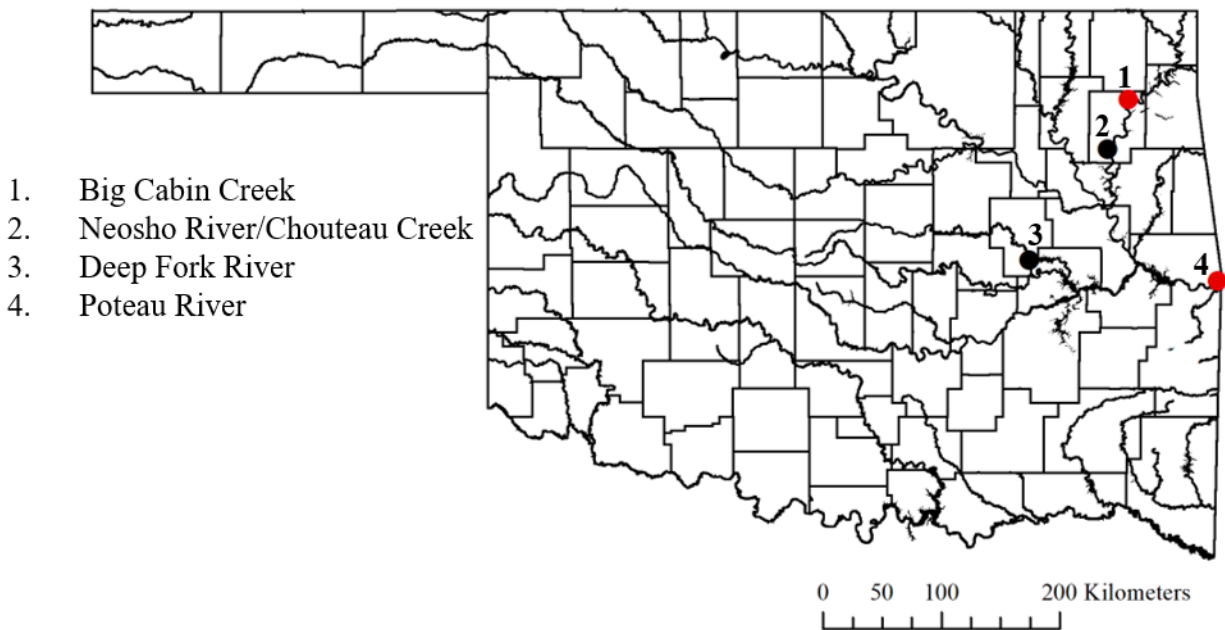 1
2
1. Big Cabin Creek
2. Neosho River/Chouteau Creek
3. Deep Fork River
4. Poteau River
3
4
0 50 100 200 Kilometers